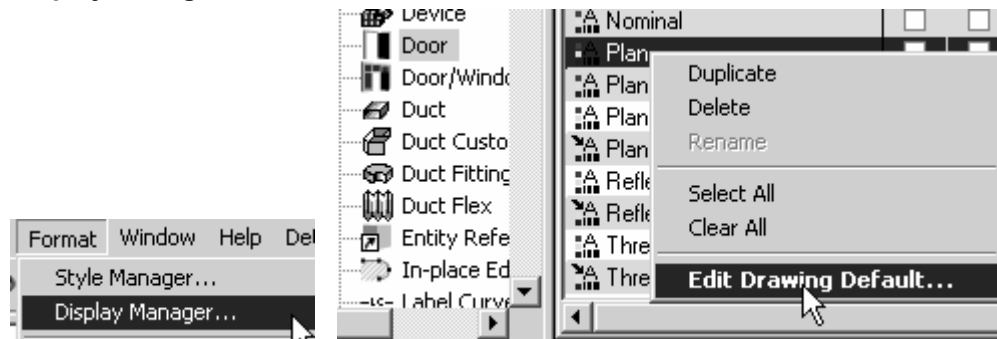 Format Window Help
Style Manager...
Display Manager...
Device
Door
Door/Windo
Duct
Duct Custo
Duct Fitting
Duct Flex
Entity Refe
In-place Ed
Label Curve
Nominal
Plan
Plan
Plan
Plan
Refle
Refle
Thre
Thre
Duplicate
Delete
Rename
Select All
Clear All
Edit Drawing Default...